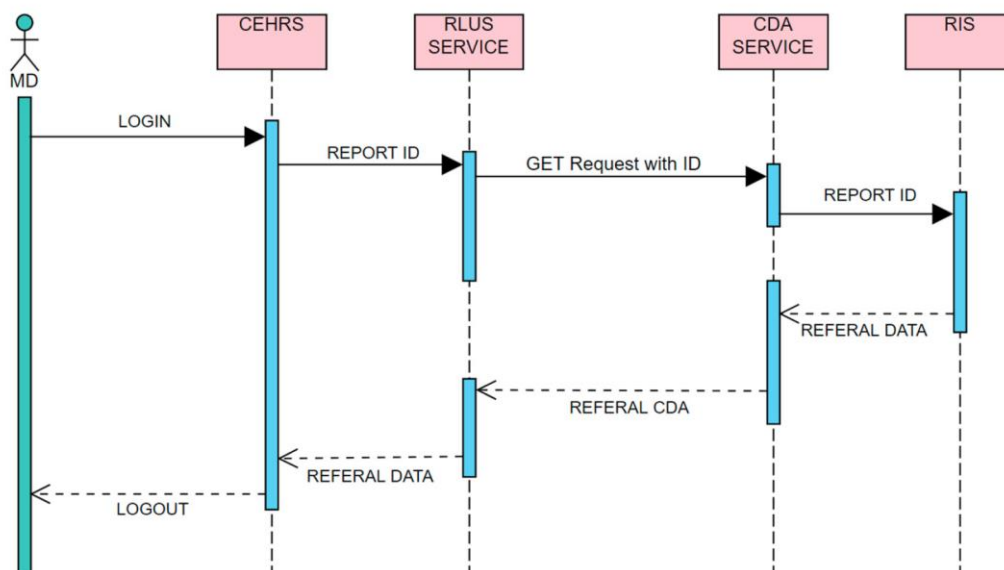 CEHRS
RLUS
SERVICE
CDA
SERVICE
RIS
MD
LOGIN
REPORT ID
GET Request with ID
REPORT ID
REFERAL DATA
REFERAL CDA
REFERAL DATA
LOGOUT